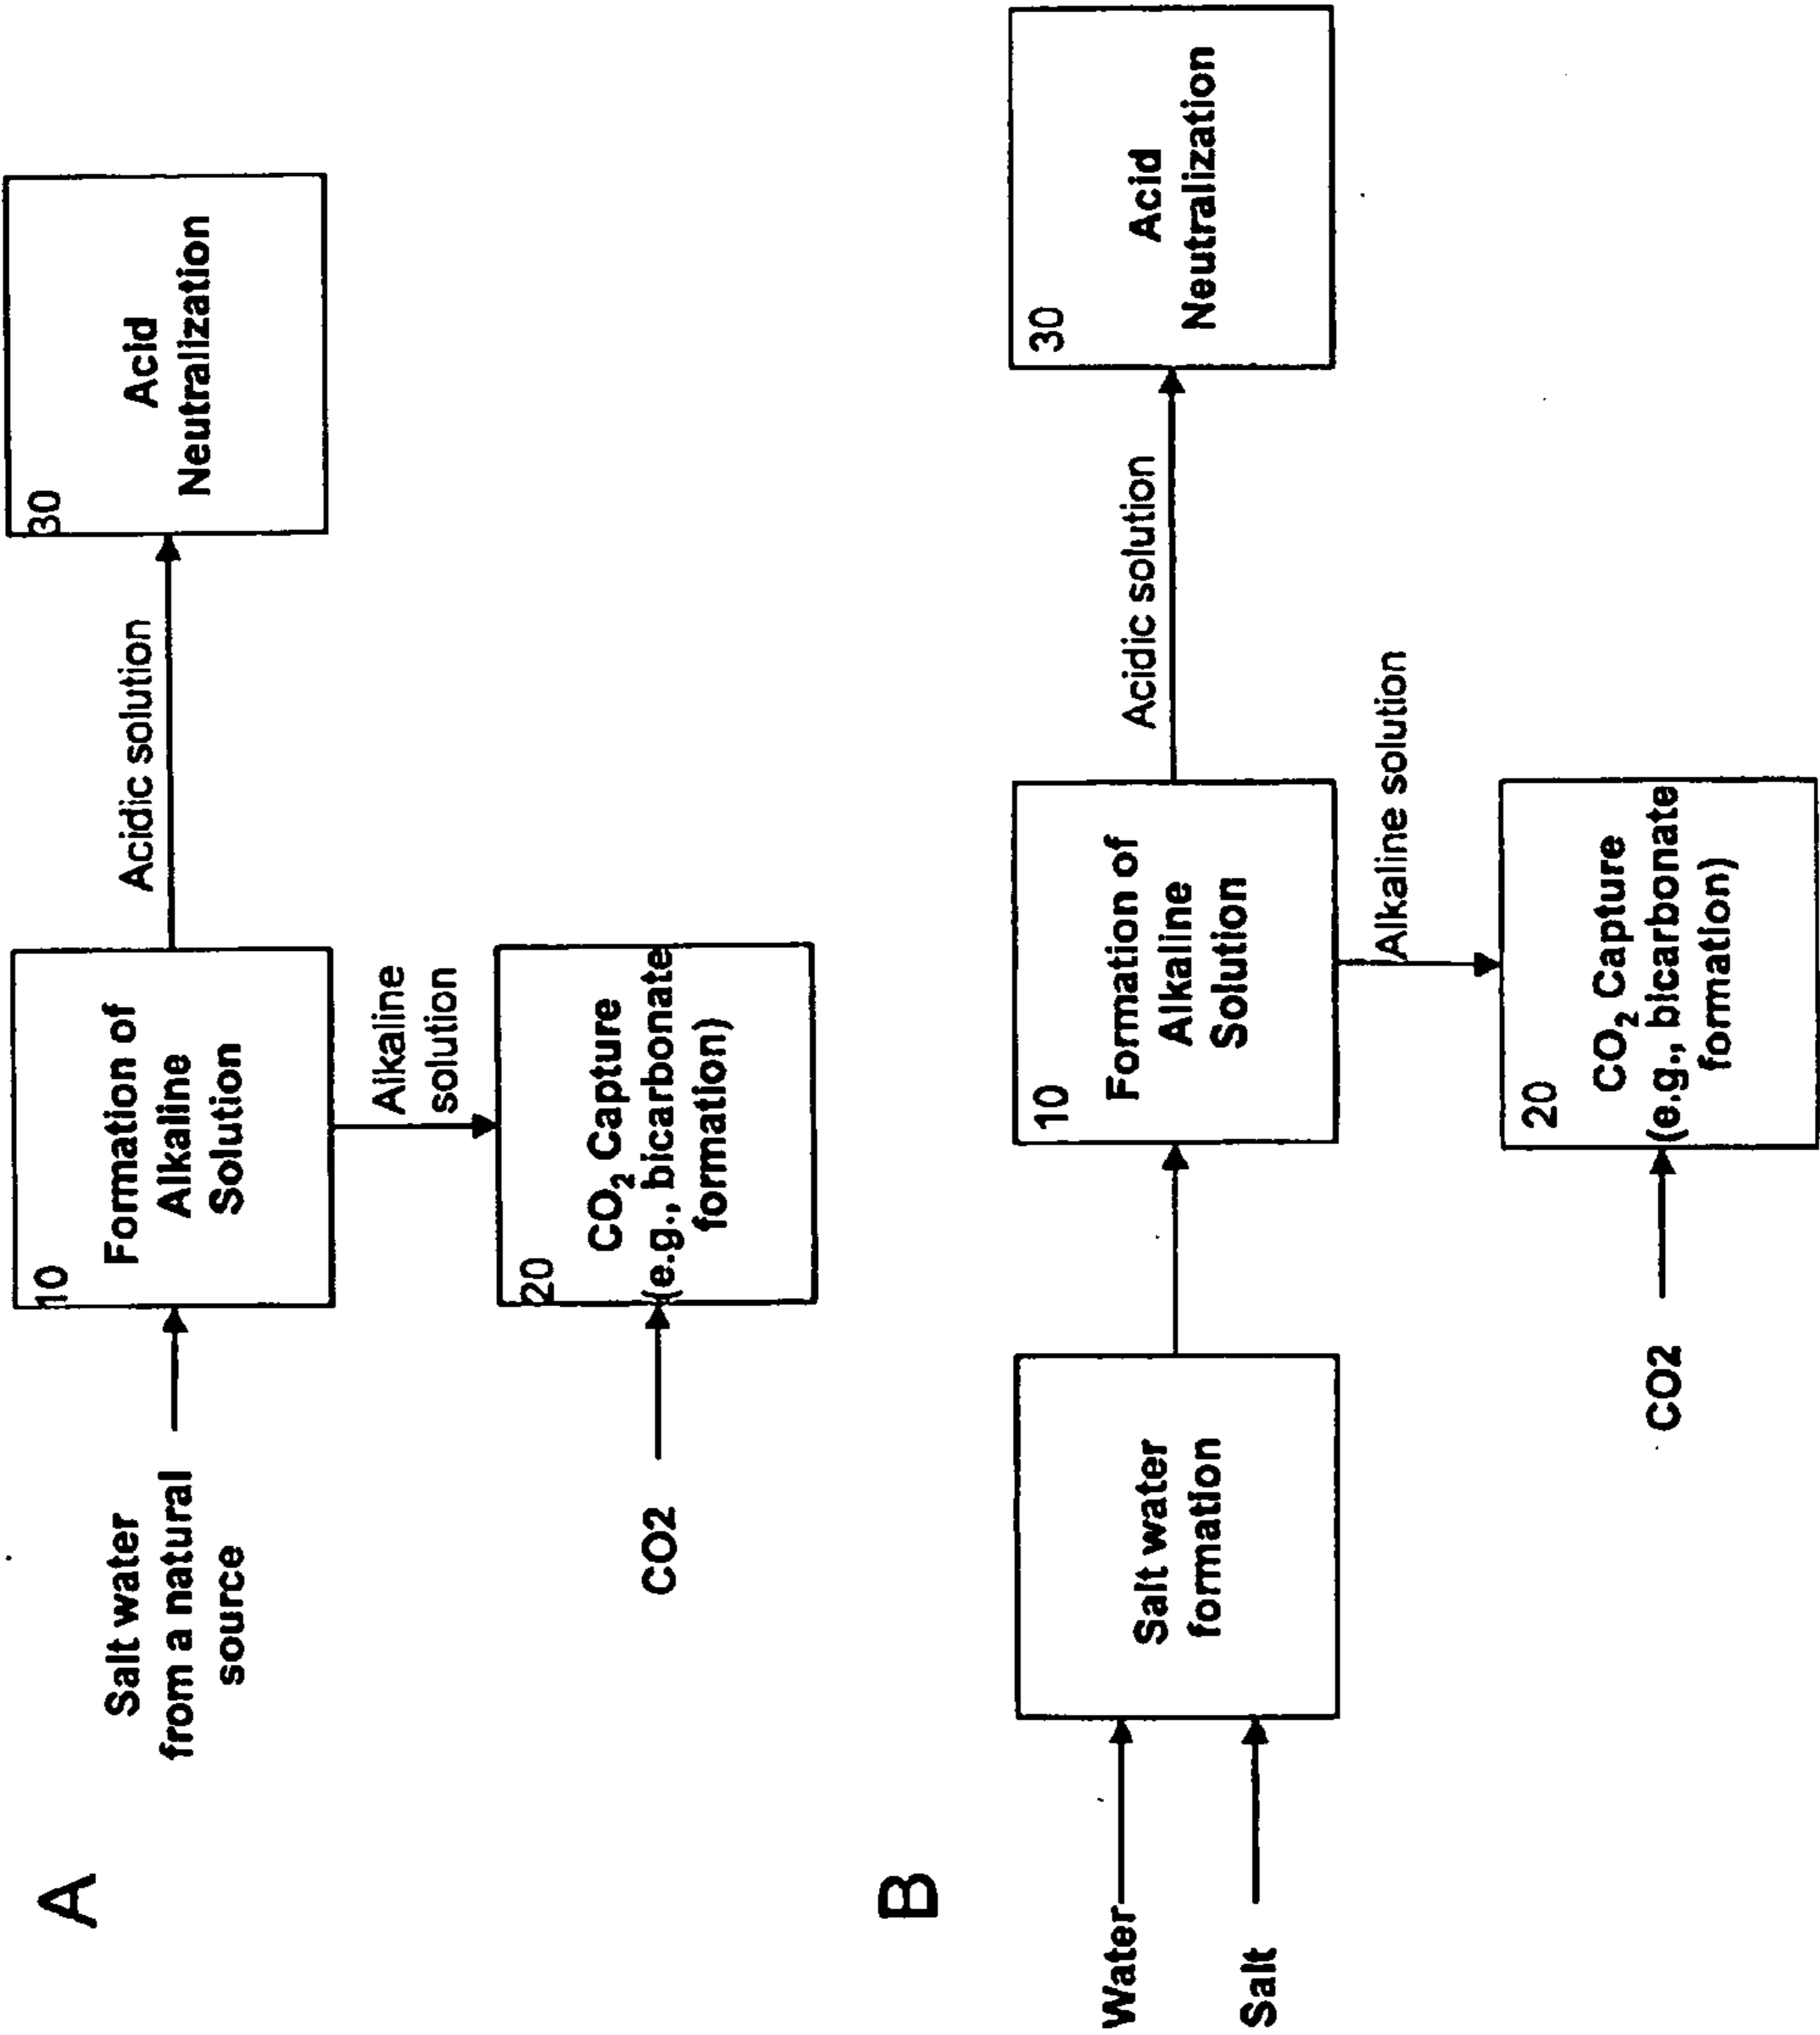 A
Salt water
from a natural
source
10
Formation of
Alkaline
Solution
Acidic solution
30
Acid
Neutralization
Alkaline
solution
CO2
20
CO₂ Capture
(e.g., bicarbonate
formation)
B
Water
Salt
Salt water
formation
10
Formation of
Alkaline
Solution
Acidic solution
30
Acid
Neutralization
Alkaline solution
CO2
20
CO₂ Capture
(e.g., bicarbonate
formation)